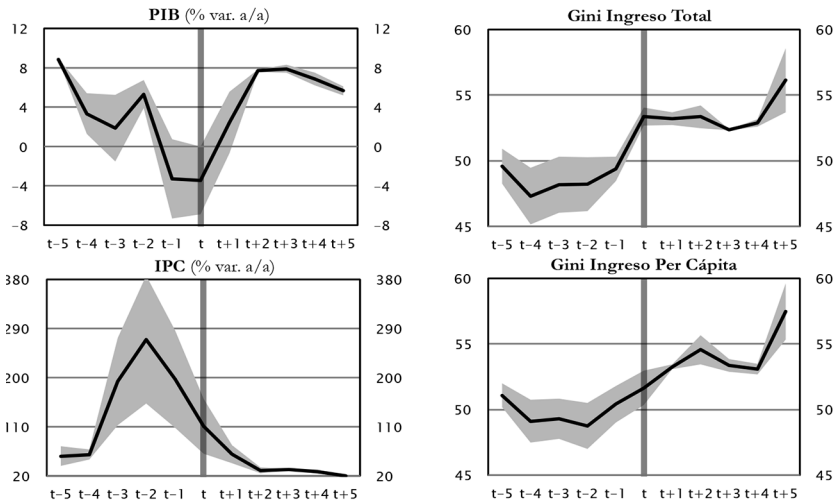 PIB (% var. a/a)
12 12
8 8
4 4
0 0
−4 −4
−8 −8
t−5 t−4 t−3 t−2 t−1 t t+1 t+2 t+3 t+4 t+5
Gini Ingreso Total
60 60
55 55
50 50
45 45
t−5 t−4 t−3 t−2 t−1 t t+1 t+2 t+3 t+4 t+5
IPC (% var. a/a)
380 380
290 290
200 200
110 110
20 20
t−5 t−4 t−3 t−2 t−1 t t+1 t+2 t+3 t+4 t+5
Gini Ingreso Per Cápita
60 60
55 55
50 50
45 45
t−5 t−4 t−3 t−2 t−1 t t+1 t+2 t+3 t+4 t+5